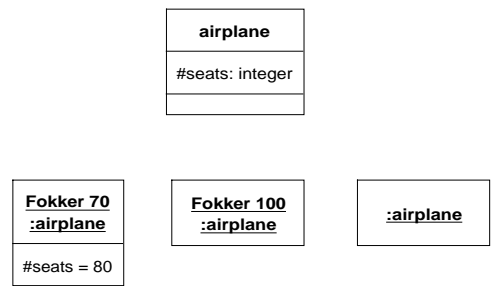 airplane
#seats: integer
Fokker 70
:airplane
#seats = 80
Fokker 100
:airplane
:airplane